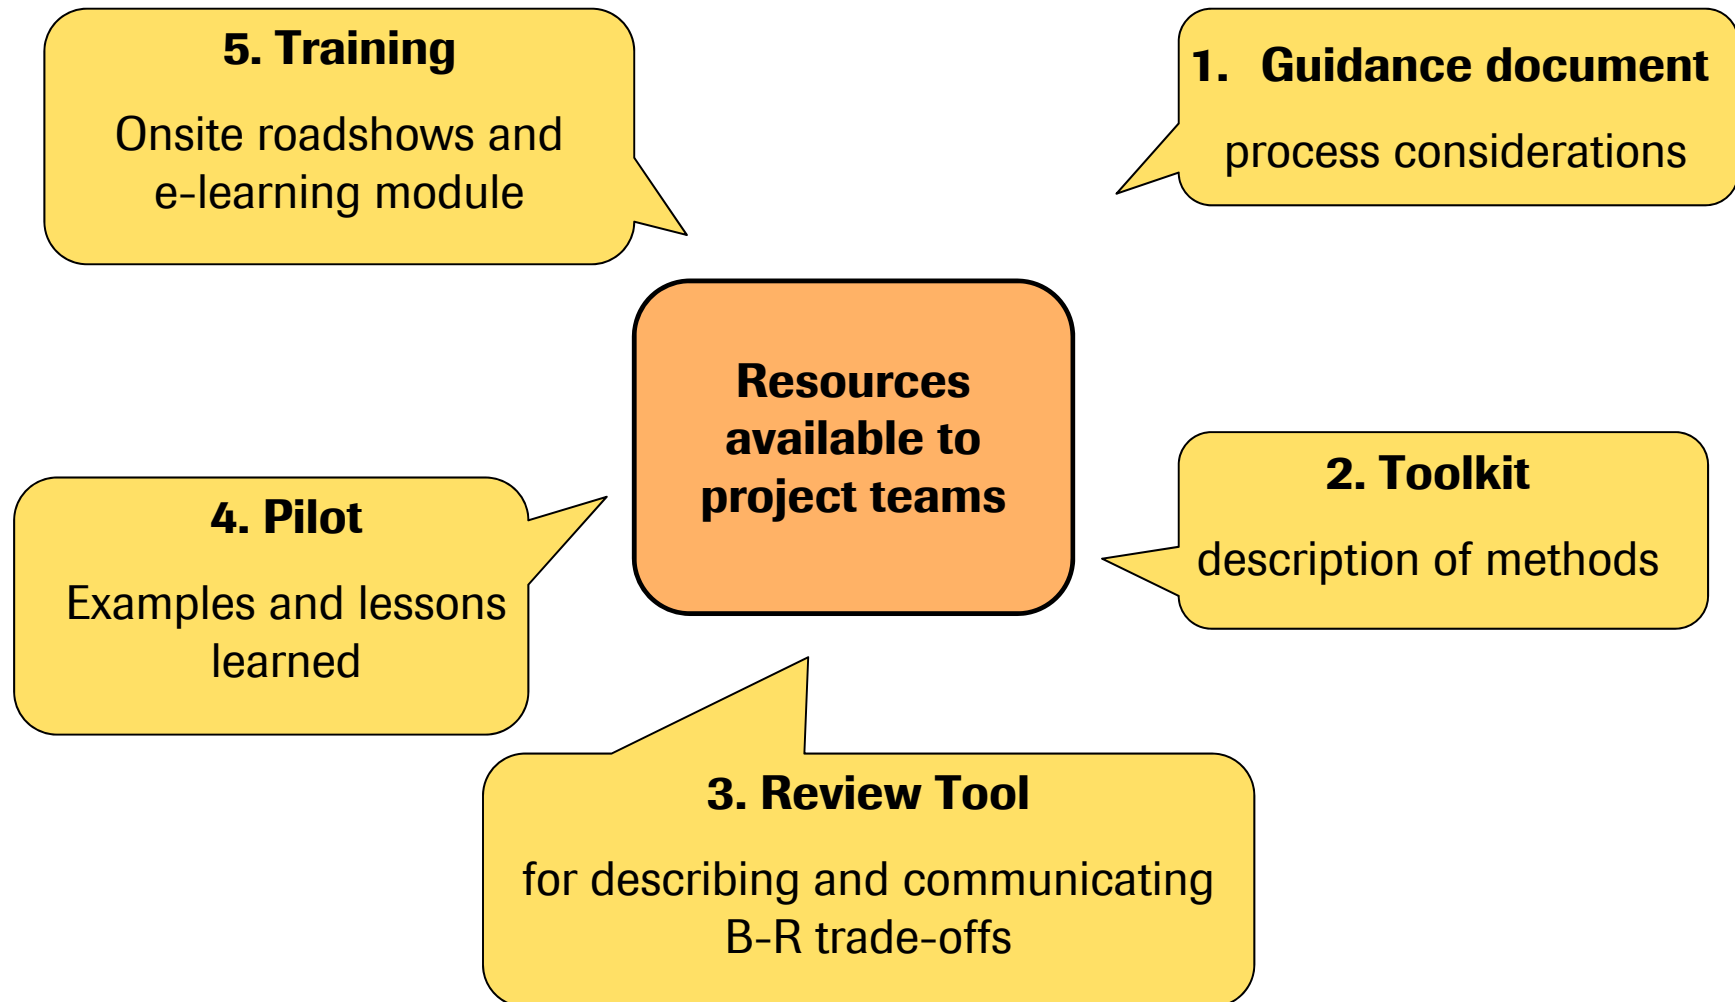 5. Training
Onsite roadshows and
e-learning module
1. Guidance document
process considerations
Resources
available to
project teams
2. Toolkit
description of methods
4. Pilot
Examples and lessons
learned
3. Review Tool
for describing and communicating
B-R trade-offs